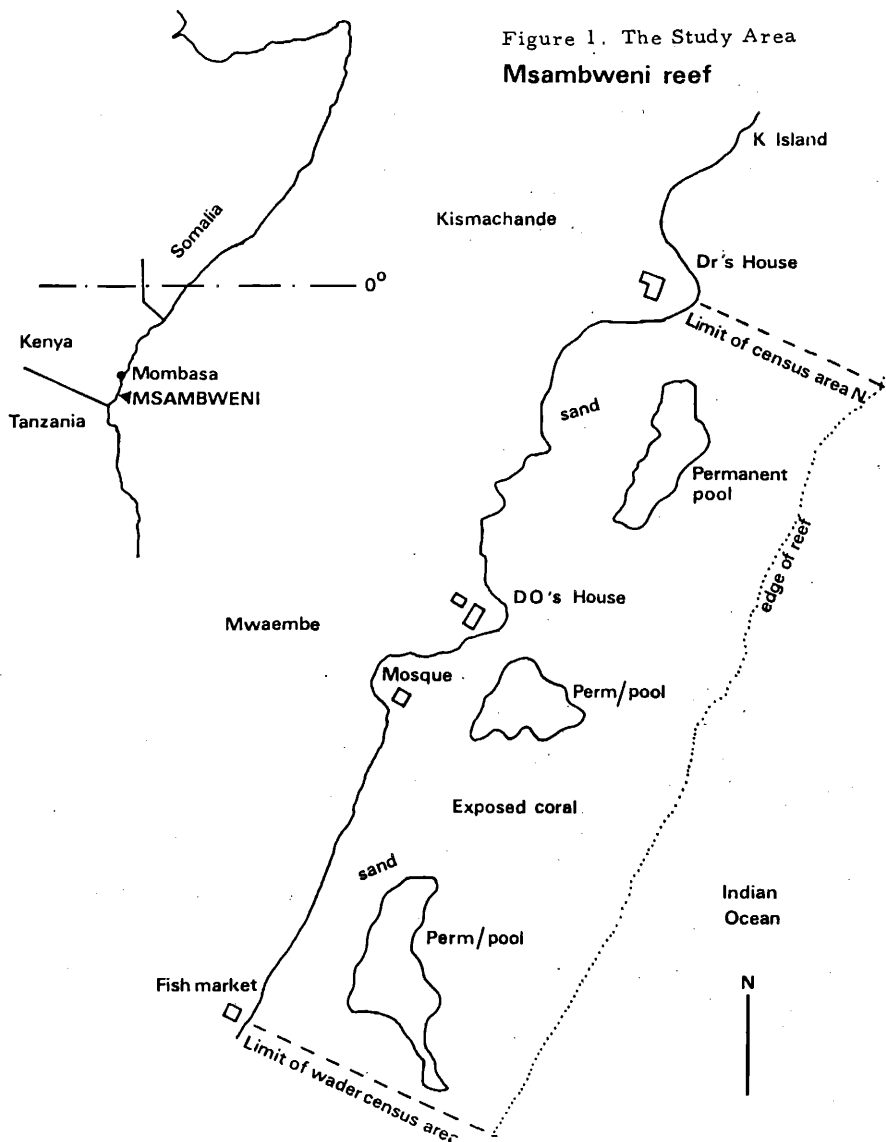 Figure 1. The Study Area
Msambweni reef
K Island
Kismachande
Somalia
Dr's House
0°
Limit of census area N.
Kenya
Mombasa
MSAMBWENI
Tanzania
sand
Permanent
pool
edge of reef
DO's House
Mwaembe
Mosque
Perm/pool
Exposed coral
sand
Indian
Ocean
Perm/pool
Fish market
N
Limit of wader census area